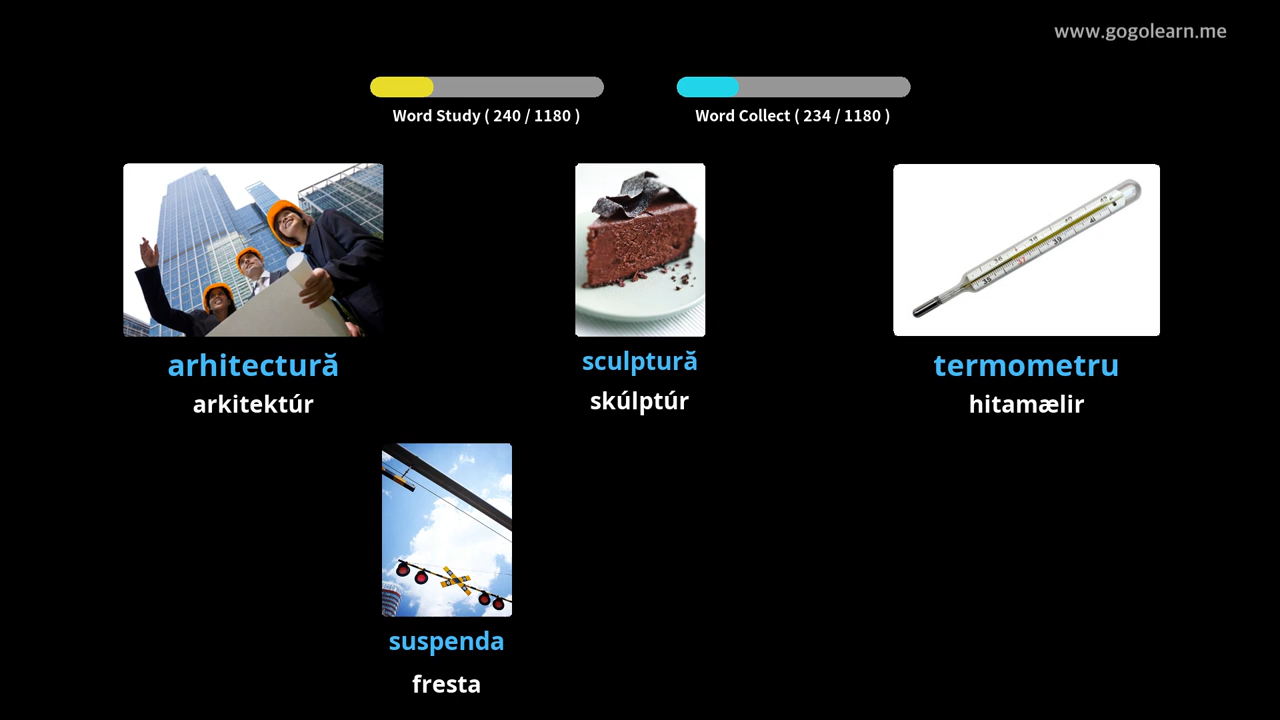 www.gogolearn.me
Word Study ( 240 / 1180 )
Word Collect ( 234 / 1180 )
arhitectură
arkitektúr
sculptură
skúlptúr
termometru
hitamælir
suspenda
fresta